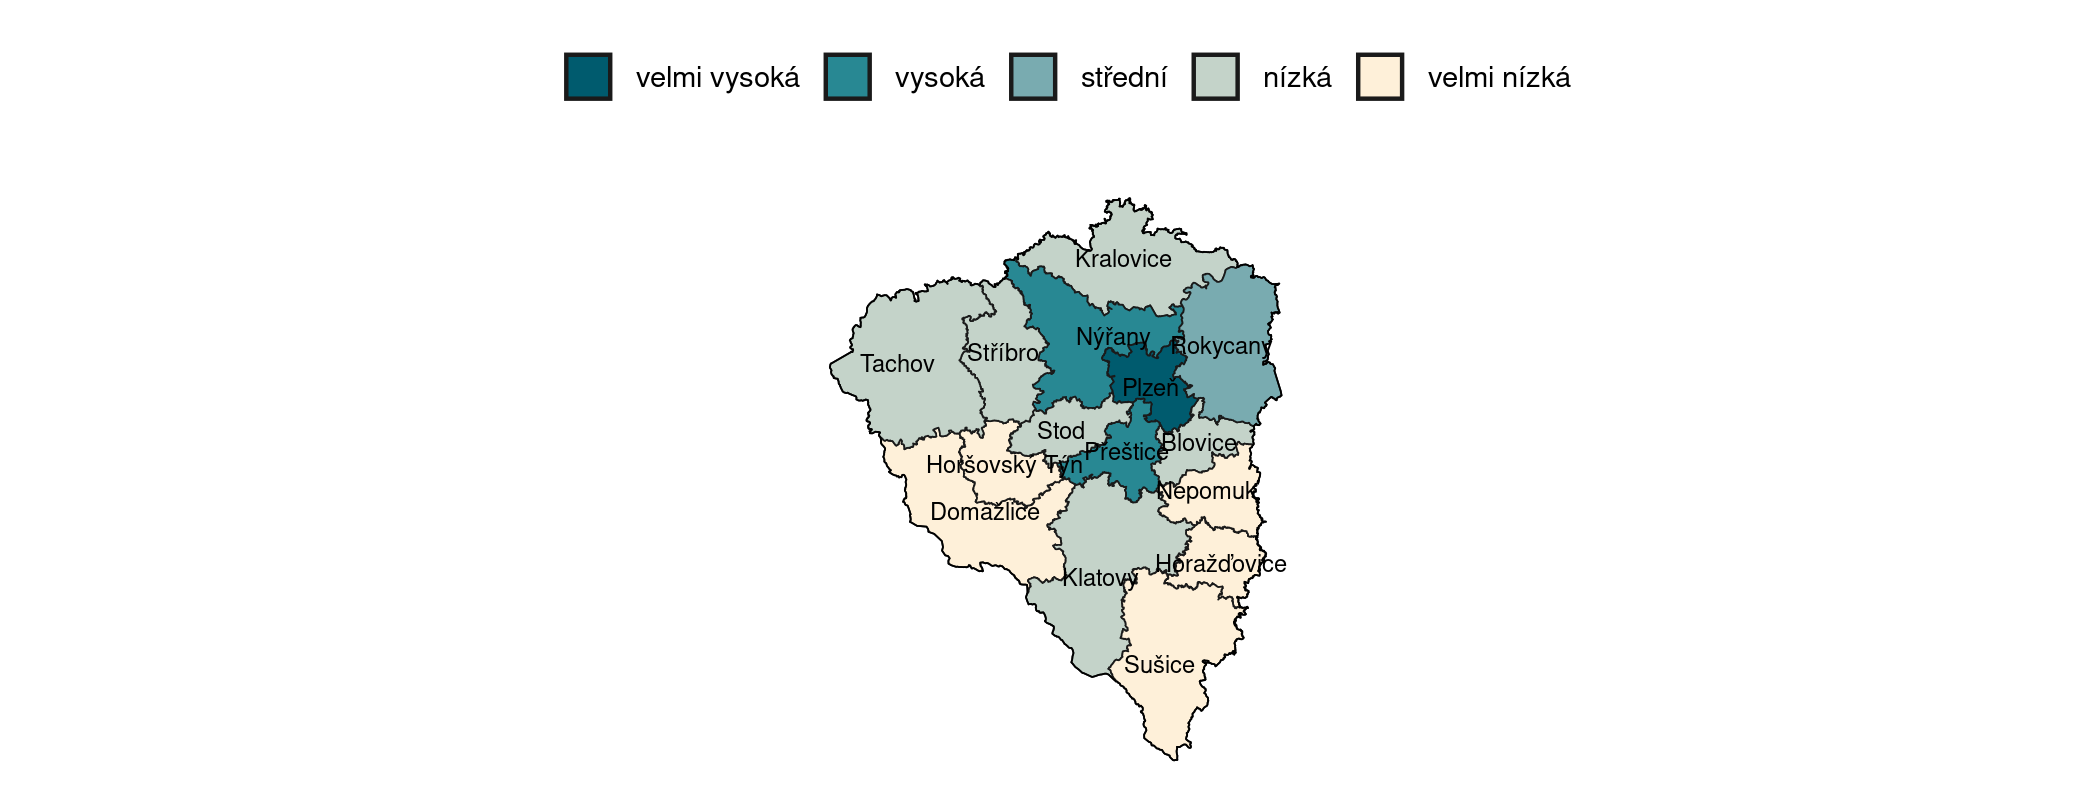 velmi vysoká vysoká střední nízká velmi nízká
Kralovice
Nýřany
Rokycany
Stříbro
Tachov
Plzeň
Stod
Blovice
Přeštice
Horšovský Týn
Nepomuk
Domažlice
Horažďovice
Klatovy
Sušice